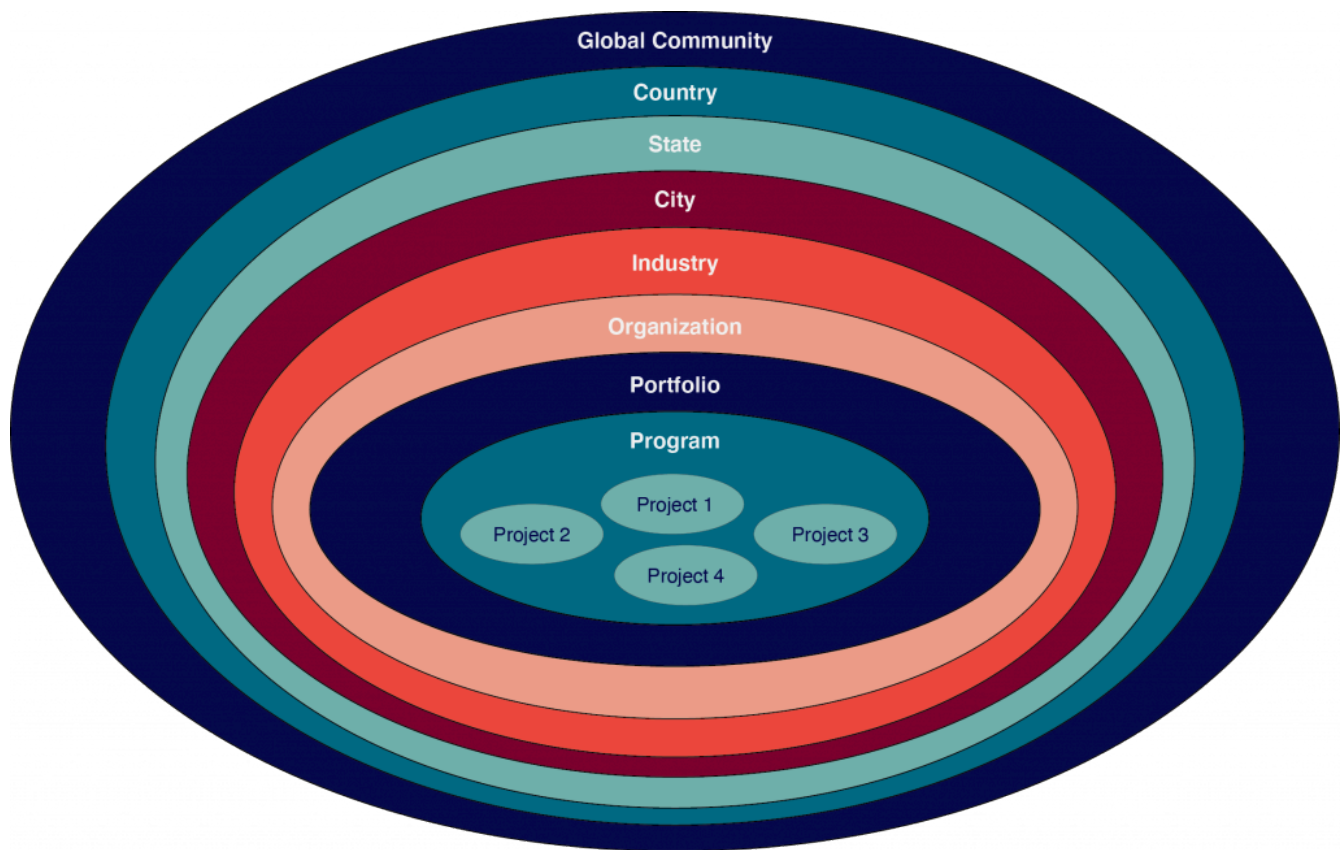 Global Community
Country
State
City
Industry
Organization
Portfolio
Program
Project 1
Project 2
Project 3
Project 4